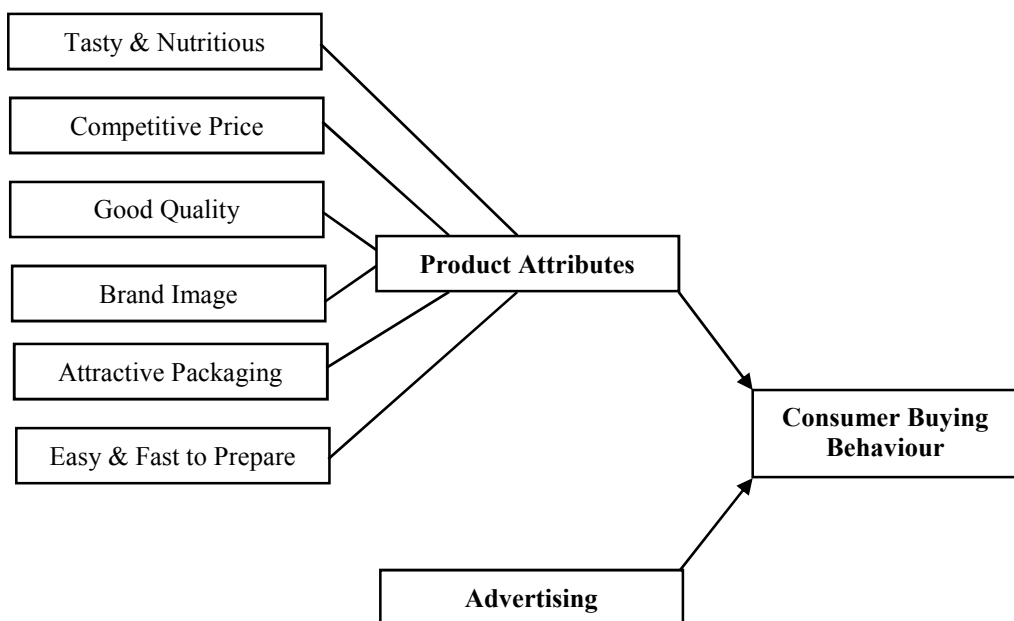 Tasty & Nutritious
Competitive Price
Good Quality
Brand Image
Attractive Packaging
Easy & Fast to Prepare
Product Attributes
Consumer Buying
Behaviour
Advertising